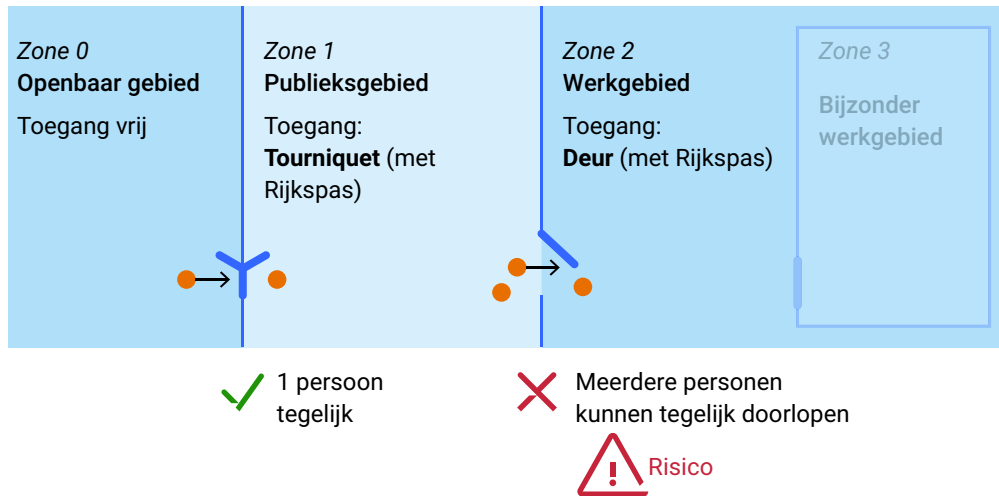 Zone 0
Openbaar gebied
Toegang vrij
Zone 1
Publieksgebied
Toegang:
Tourniquet (met
Rijkspas)
Zone 2
Werkgebied
Toegang:
Deur (met Rijkspas)
Zone 3
Bijzonder
werkgebied
1 persoon
tegelijk
Meerdere personen
kunnen tegelijk doorlopen
Risico